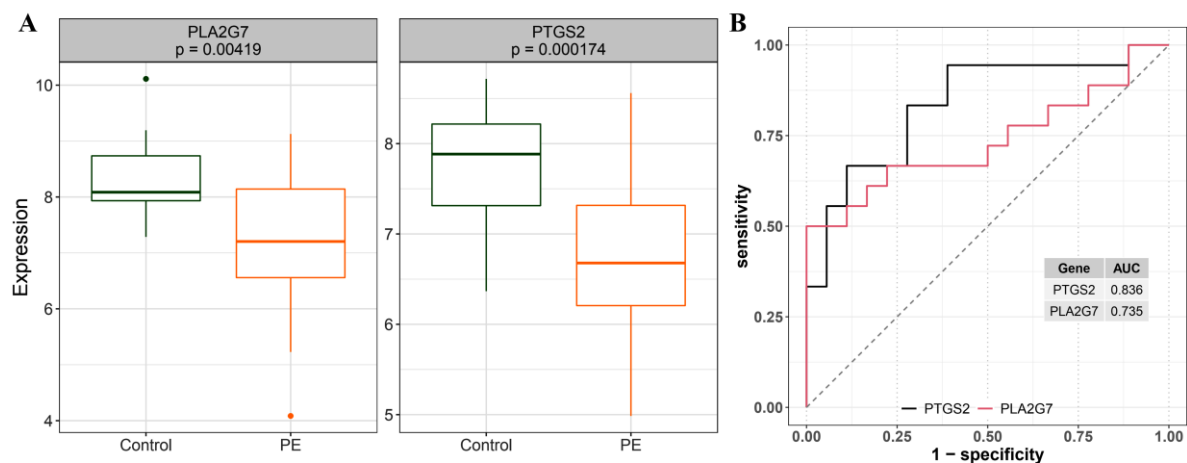 A
PLA2G7
p = 0.00419
PTGS2
p = 0.000174
Expression
10
8
6
4
8
7
6
5
Control
PE
Control
PE
B
sensitivity
1.00
0.75
0.50
0.25
0.00
Gene AUC
PTGS2 0.836
PLA2G7 0.735
PTGS2 PLA2G7
0.00 0.25 0.50 0.75 1.00
1 − specificity